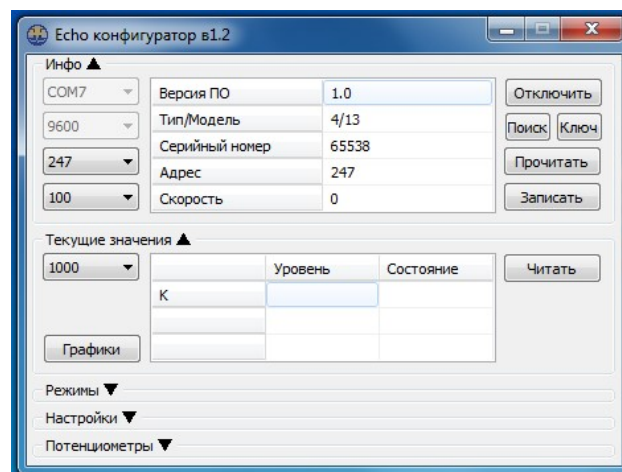 Echo конфигуратор в1.2
Инфо
COM7 Версия ПО 1.0 Отключить
9600 Тип/Модель 4/13 Поиск Ключ
Серийный номер 65538
247 Адрес 247 Прочитать
100 Скорость 0 Записать
Текущие значения
1000 Уровень Состояние Читать
К
Графики
Режимы
Настройки
Потенциометры